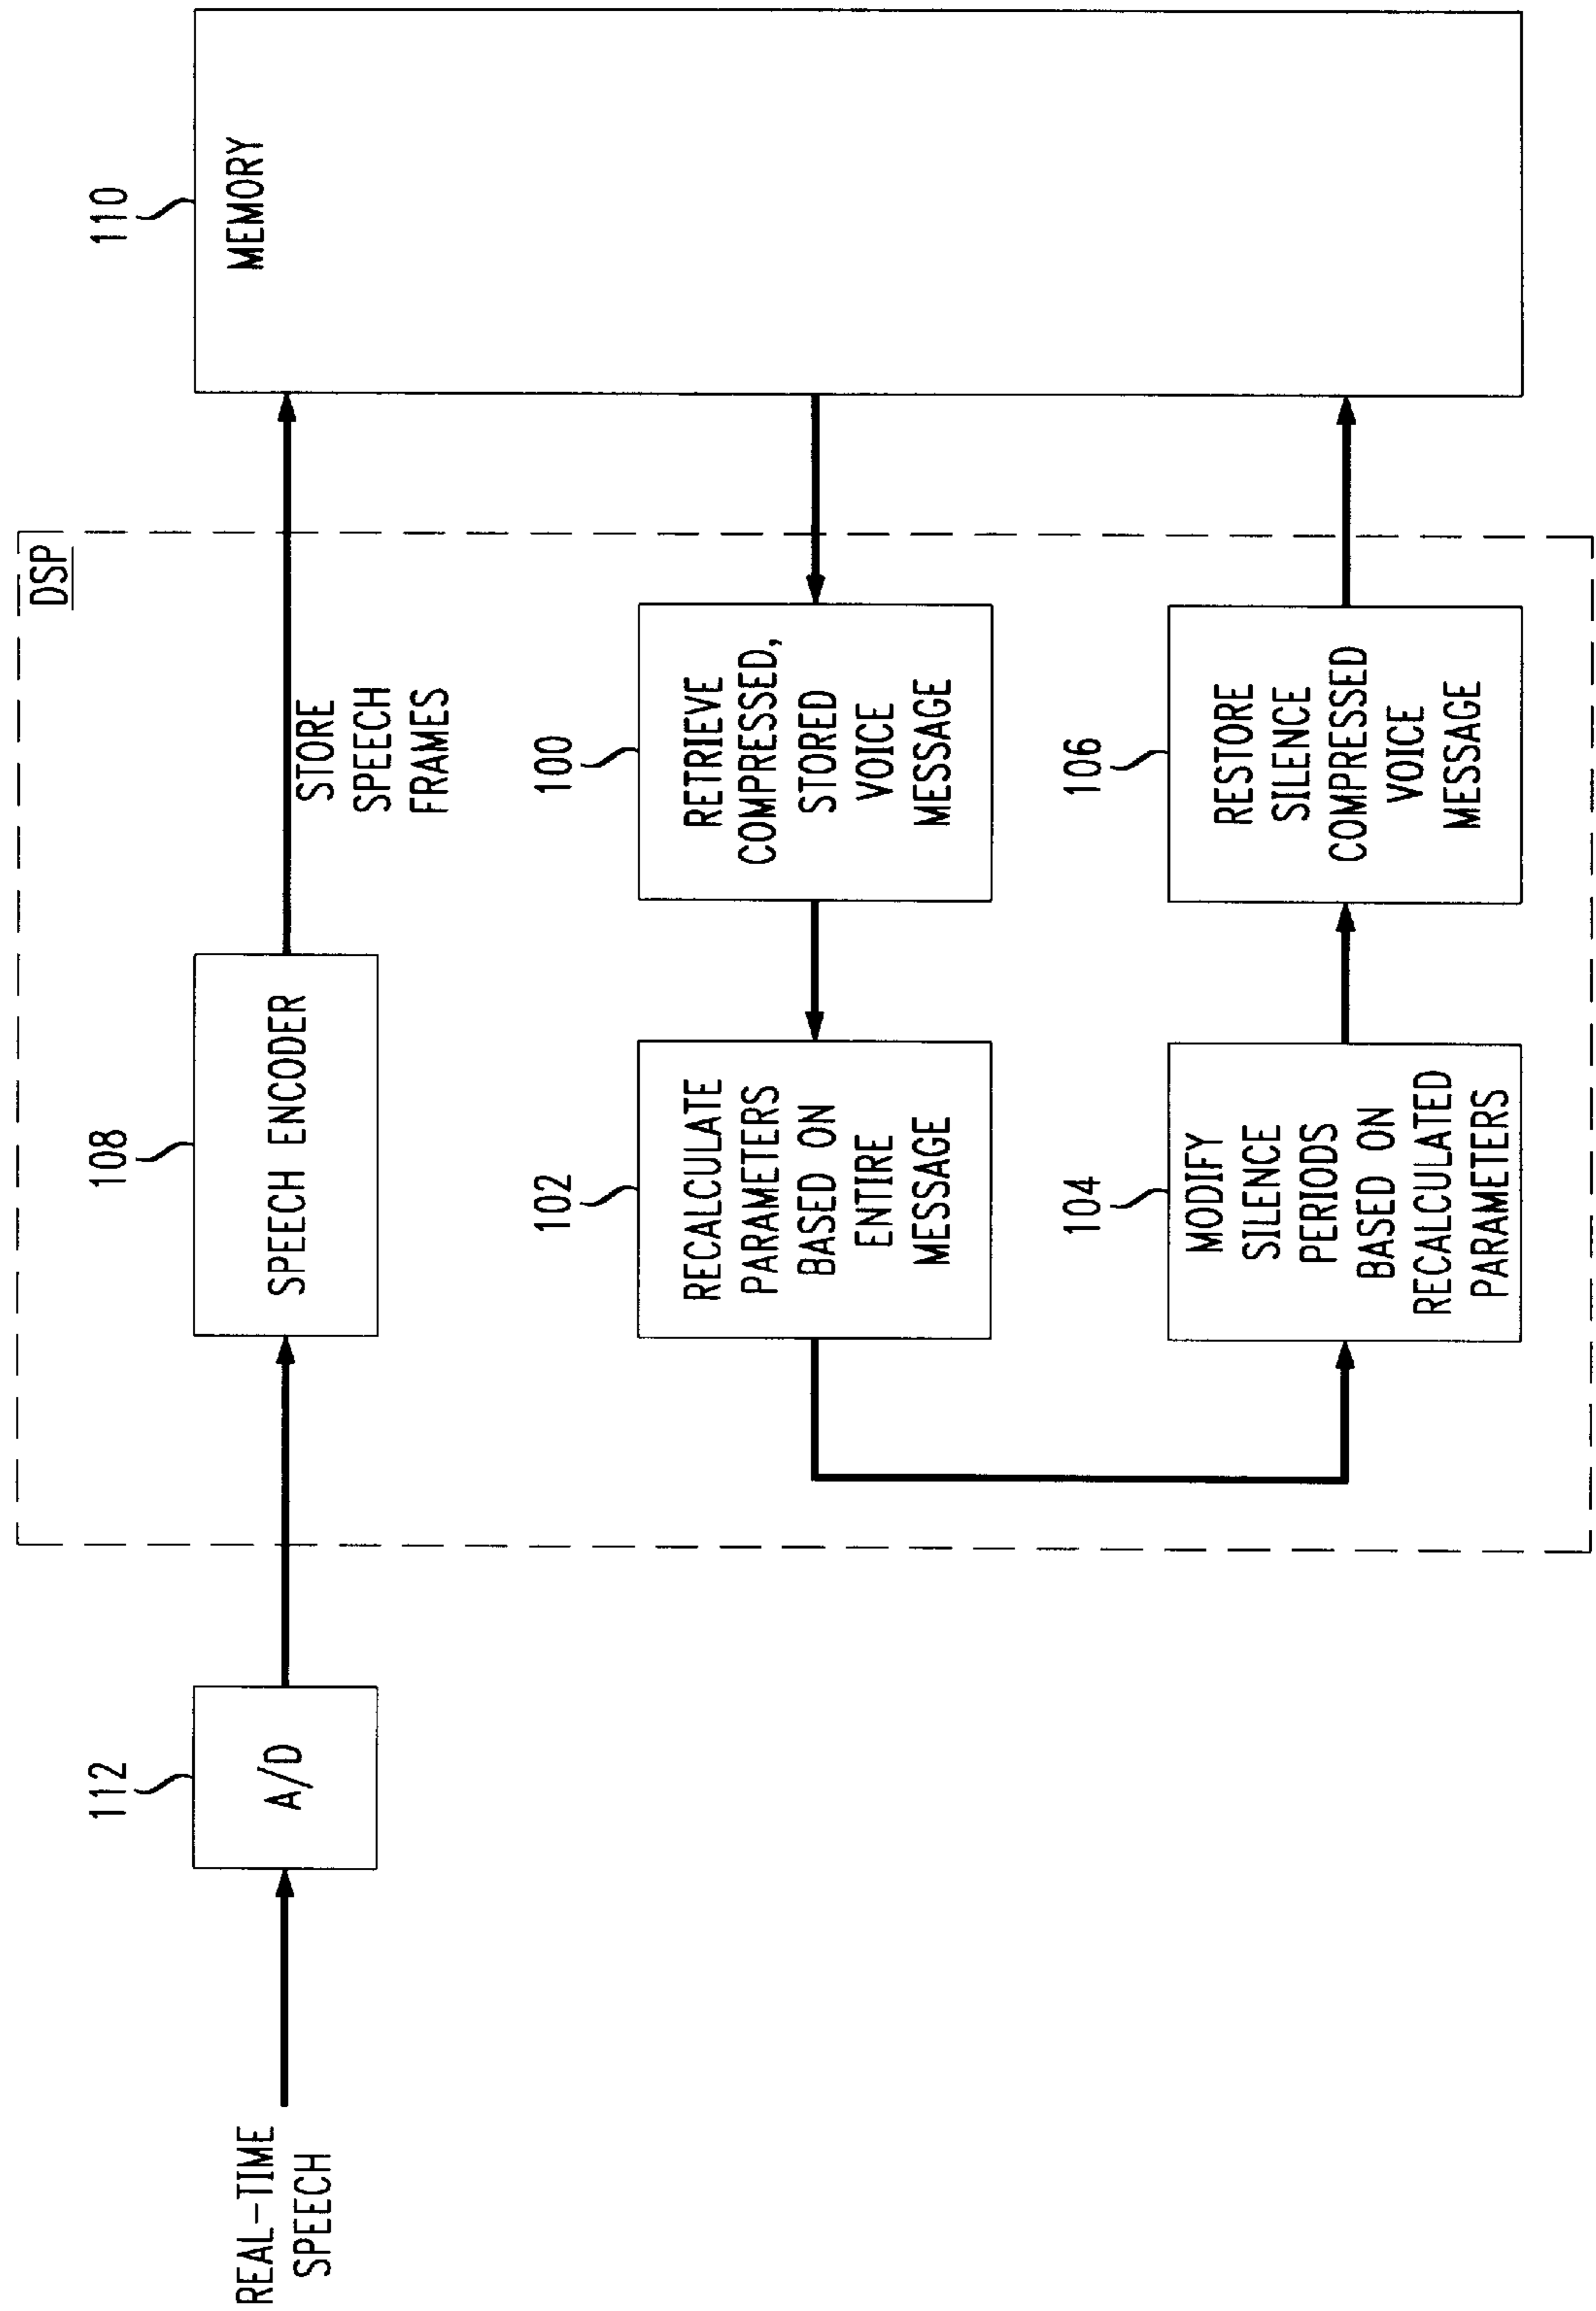 REAL-TIME
SPEECH
112
A/D
DSP
108
SPEECH ENCODER
STORE
SPEECH
FRAMES
110
MEMORY
102
RECALCULATE
PARAMETERS
BASED ON
ENTIRE
MESSAGE
100
RETRIEVE
COMPRESSED,
STORED
VOICE
MESSAGE
104
MODIFY
SILENCE
PERIODS
BASED ON
RECALCULATED
PARAMETERS
106
RESTORE
SILENCE
COMPRESSED
VOICE
MESSAGE